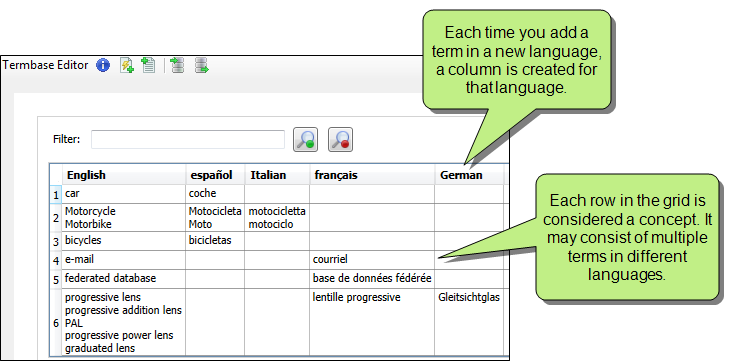 Each time you add a
term in a new language,
a column is created for
that language.
Termbase Editor
Filter:
English español Italian français German
1 car coche
2 Motorcycle Motocicleta motocicletta
Motorbike Moto motociclo
3 bicycles bicicletas
4 e-mail courriel
5 federated database base de données fédérée
6 progressive lens lentille progressive Gleitsichtglas
progressive addition lens
PAL
progressive power lens
graduated lens
Each row in the grid is
considered a concept. It
may consist of multiple
terms in different
languages.